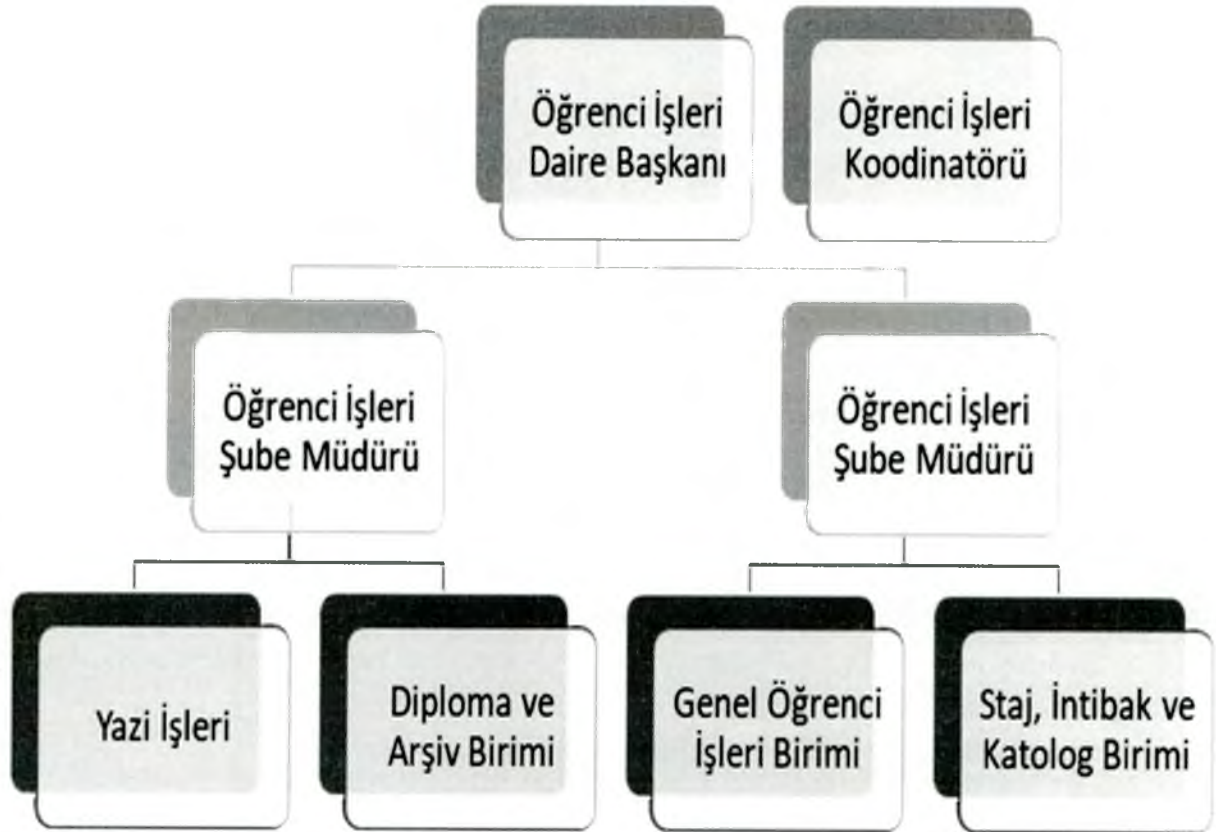 Öğrenci İşleri
Daire Başkanı
Öğrenci İşleri
Koodinatörü
Öğrenci İşleri
Şube Müdürü
Öğrenci İşleri
Şube Müdürü
Yazi İşleri
Diploma ve
Arşiv Birimi
Genel Öğrenci
İşleri Birimi
Staj, İntibak ve
Katolog Birimi